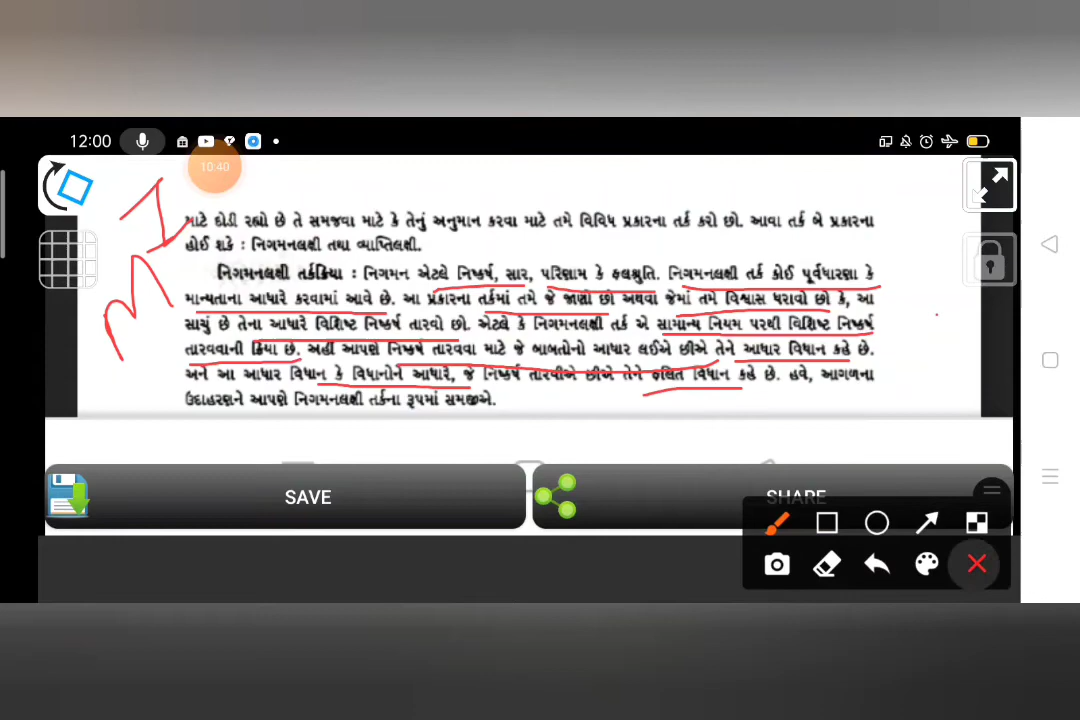 12:00
10:40
માટે દોડી રહ્યો છે તે સમજવા માટે કે તેનું અનુમાન કરવા માટે તમે વિવિધ પ્રકારના તર્ક કરો છો. આવા તર્ક બે પ્રકારના
હોઈ શકે : નિગમનલક્ષી તથા વ્યાપ્તિલક્ષી.
નિગમનલક્ષી તર્કક્રિયા : નિગમન એટલે નિષ્કર્ષ, સાર, પરિણામ કે ફલશ્રુતિ. નિગમનલક્ષી તર્ક કોઈ પૂર્વધારણા કે
માન્યતાના આધારે કરવામાં આવે છે. આ પ્રકારના તર્કમાં તમે જે જાણો છો અથવા જેમાં તમે વિશ્વાસ ધરાવો છો કે, આ
સાચું છે તેના આધારે વિશિષ્ટ નિષ્કર્ષ તારવો છો. એટલે કે નિગમનલક્ષી તર્ક એ સામાન્ય નિયમ પરથી વિશિષ્ટ નિષ્કર્ષ
તારવવાની ક્રિયા છે. અહીં આપણે નિષ્કર્ષ તારવવા માટે જે બાબતોનો આધાર લઈએ છીએ તેને આધાર વિધાન કહે છે.
અને આ આધાર વિધાન કે વિધાનોને આધારે, જે નિષ્કર્ષ તારવીએ છીએ તેને ફલિત વિધાન કહે છે. હવે, આગળના
ઉદાહરણને આપણે નિગમનલક્ષી તર્કના રૂપમાં સમજીએ.
SAVE
SHARE